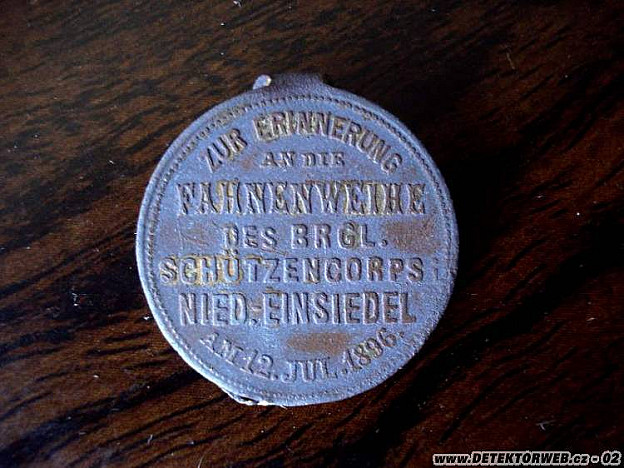 ZUR ERINNERUNG
AN DIE
FAHNENWEIHE
DES BRGL.
SCHÜTZENCORPS i.
NIED. EINSIEDEL
AM 12. JUL. 1896.
www.DETEKTORWEB.cz - 02